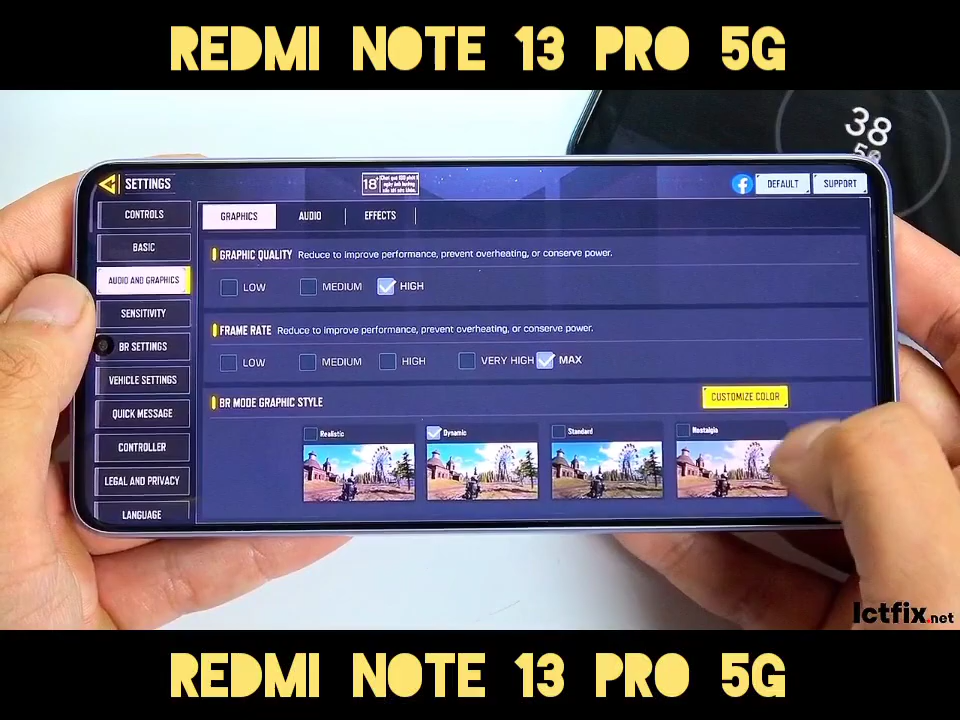 REDMI NOTE 13 PRO 5G
38
SETTINGS
18+
DEFAULT
SUPPORT
CONTROLS
BASIC
AUDIO AND GRAPHICS
SENSITIVITY
BR SETTINGS
VEHICLE SETTINGS
QUICK MESSAGE
CONTROLLER
LEGAL AND PRIVACY
LANGUAGE
GRAPHICS
AUDIO
EFFECTS
GRAPHIC QUALITY Reduce to improve performance, prevent overheating, or conserve power.
LOW
MEDIUM
HIGH
FRAME RATE Reduce to improve performance, prevent overheating, or conserve power.
LOW
MEDIUM
HIGH
VERY HIGH
MAX
BR MODE GRAPHIC STYLE
CUSTOMIZE COLOR
Realistic
Dynamic
Standard
Nostalgia
Ictfix.net
REDMI NOTE 13 PRO 5G